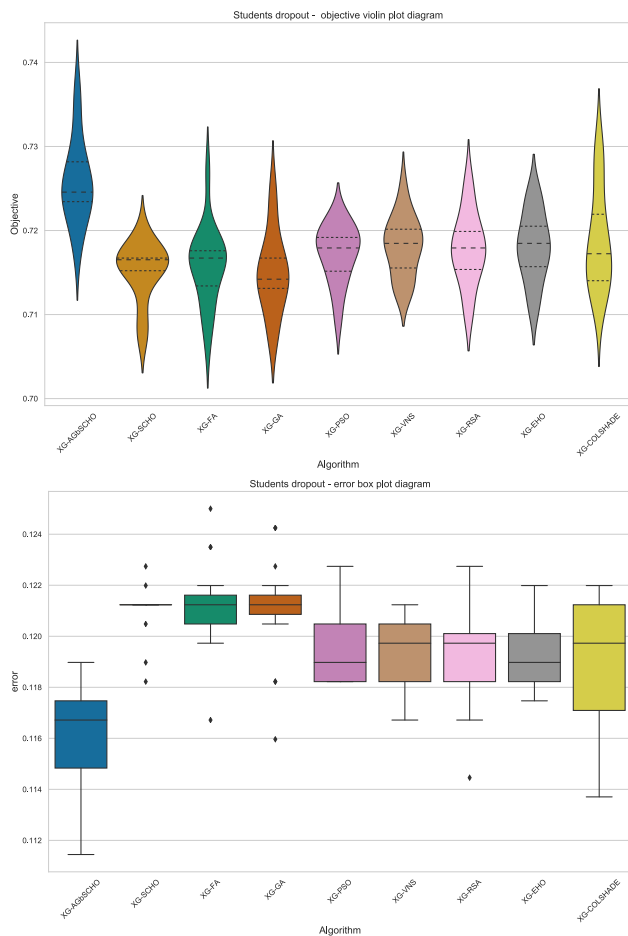 Students dropout - objective violin plot diagram
0.74
0.73
0.72
0.71
0.70
Objective
XG-AGbSCHO
XG-SCHO
XG-FA
XG-GA
XG-PSO
XG-VNS
XG-RSA
XG-EHO
XG-COLSHADE
Algorithm
Students dropout - error box plot diagram
0.124
0.122
0.120
0.118
0.116
0.114
0.112
error
XG-AGbSCHO
XG-SCHO
XG-FA
XG-GA
XG-PSO
XG-VNS
XG-RSA
XG-EHO
XG-COLSHADE
Algorithm